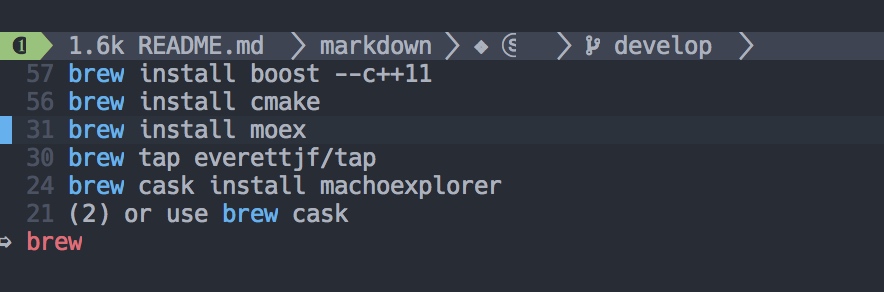 ❶ 1.6k README.md markdown ◆ Ⓢ develop
57 brew install boost --c++11
56 brew install cmake
31 brew install moex
30 brew tap everettjf/tap
24 brew cask install machoexplorer
21 (2) or use brew cask
➪ brew